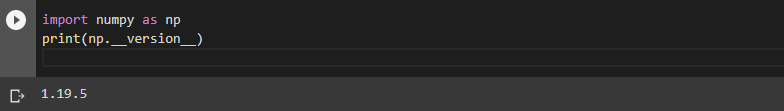 import numpy as np
print(np.__version__)
1.19.5